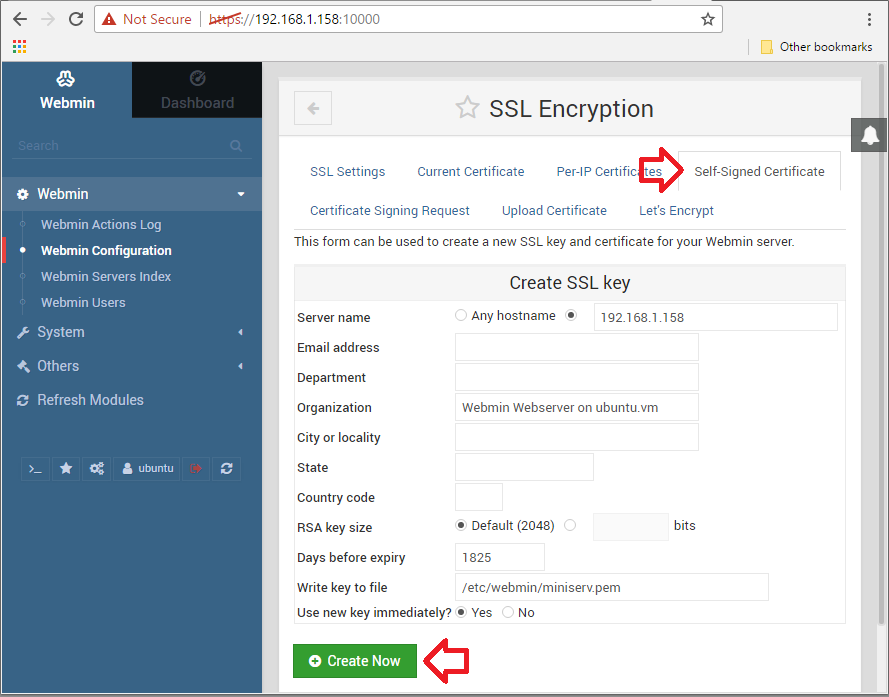 Not Secure | https://192.168.1.158:10000
Other bookmarks
Webmin
Dashboard
Search
Webmin
Webmin Actions Log
Webmin Configuration
Webmin Servers Index
Webmin Users
System
Others
Refresh Modules
>_ ubuntu
SSL Encryption
SSL Settings Current Certificate Per-IP Certificates Self-Signed Certificate
Certificate Signing Request Upload Certificate Let's Encrypt
This form can be used to create a new SSL key and certificate for your Webmin server.
Create SSL key
Server name Any hostname 192.168.1.158
Email address
Department
Organization Webmin Webserver on ubuntu.vm
City or locality
State
Country code
RSA key size Default (2048) bits
Days before expiry 1825
Write key to file /etc/webmin/miniserv.pem
Use new key immediately? Yes No
Create Now